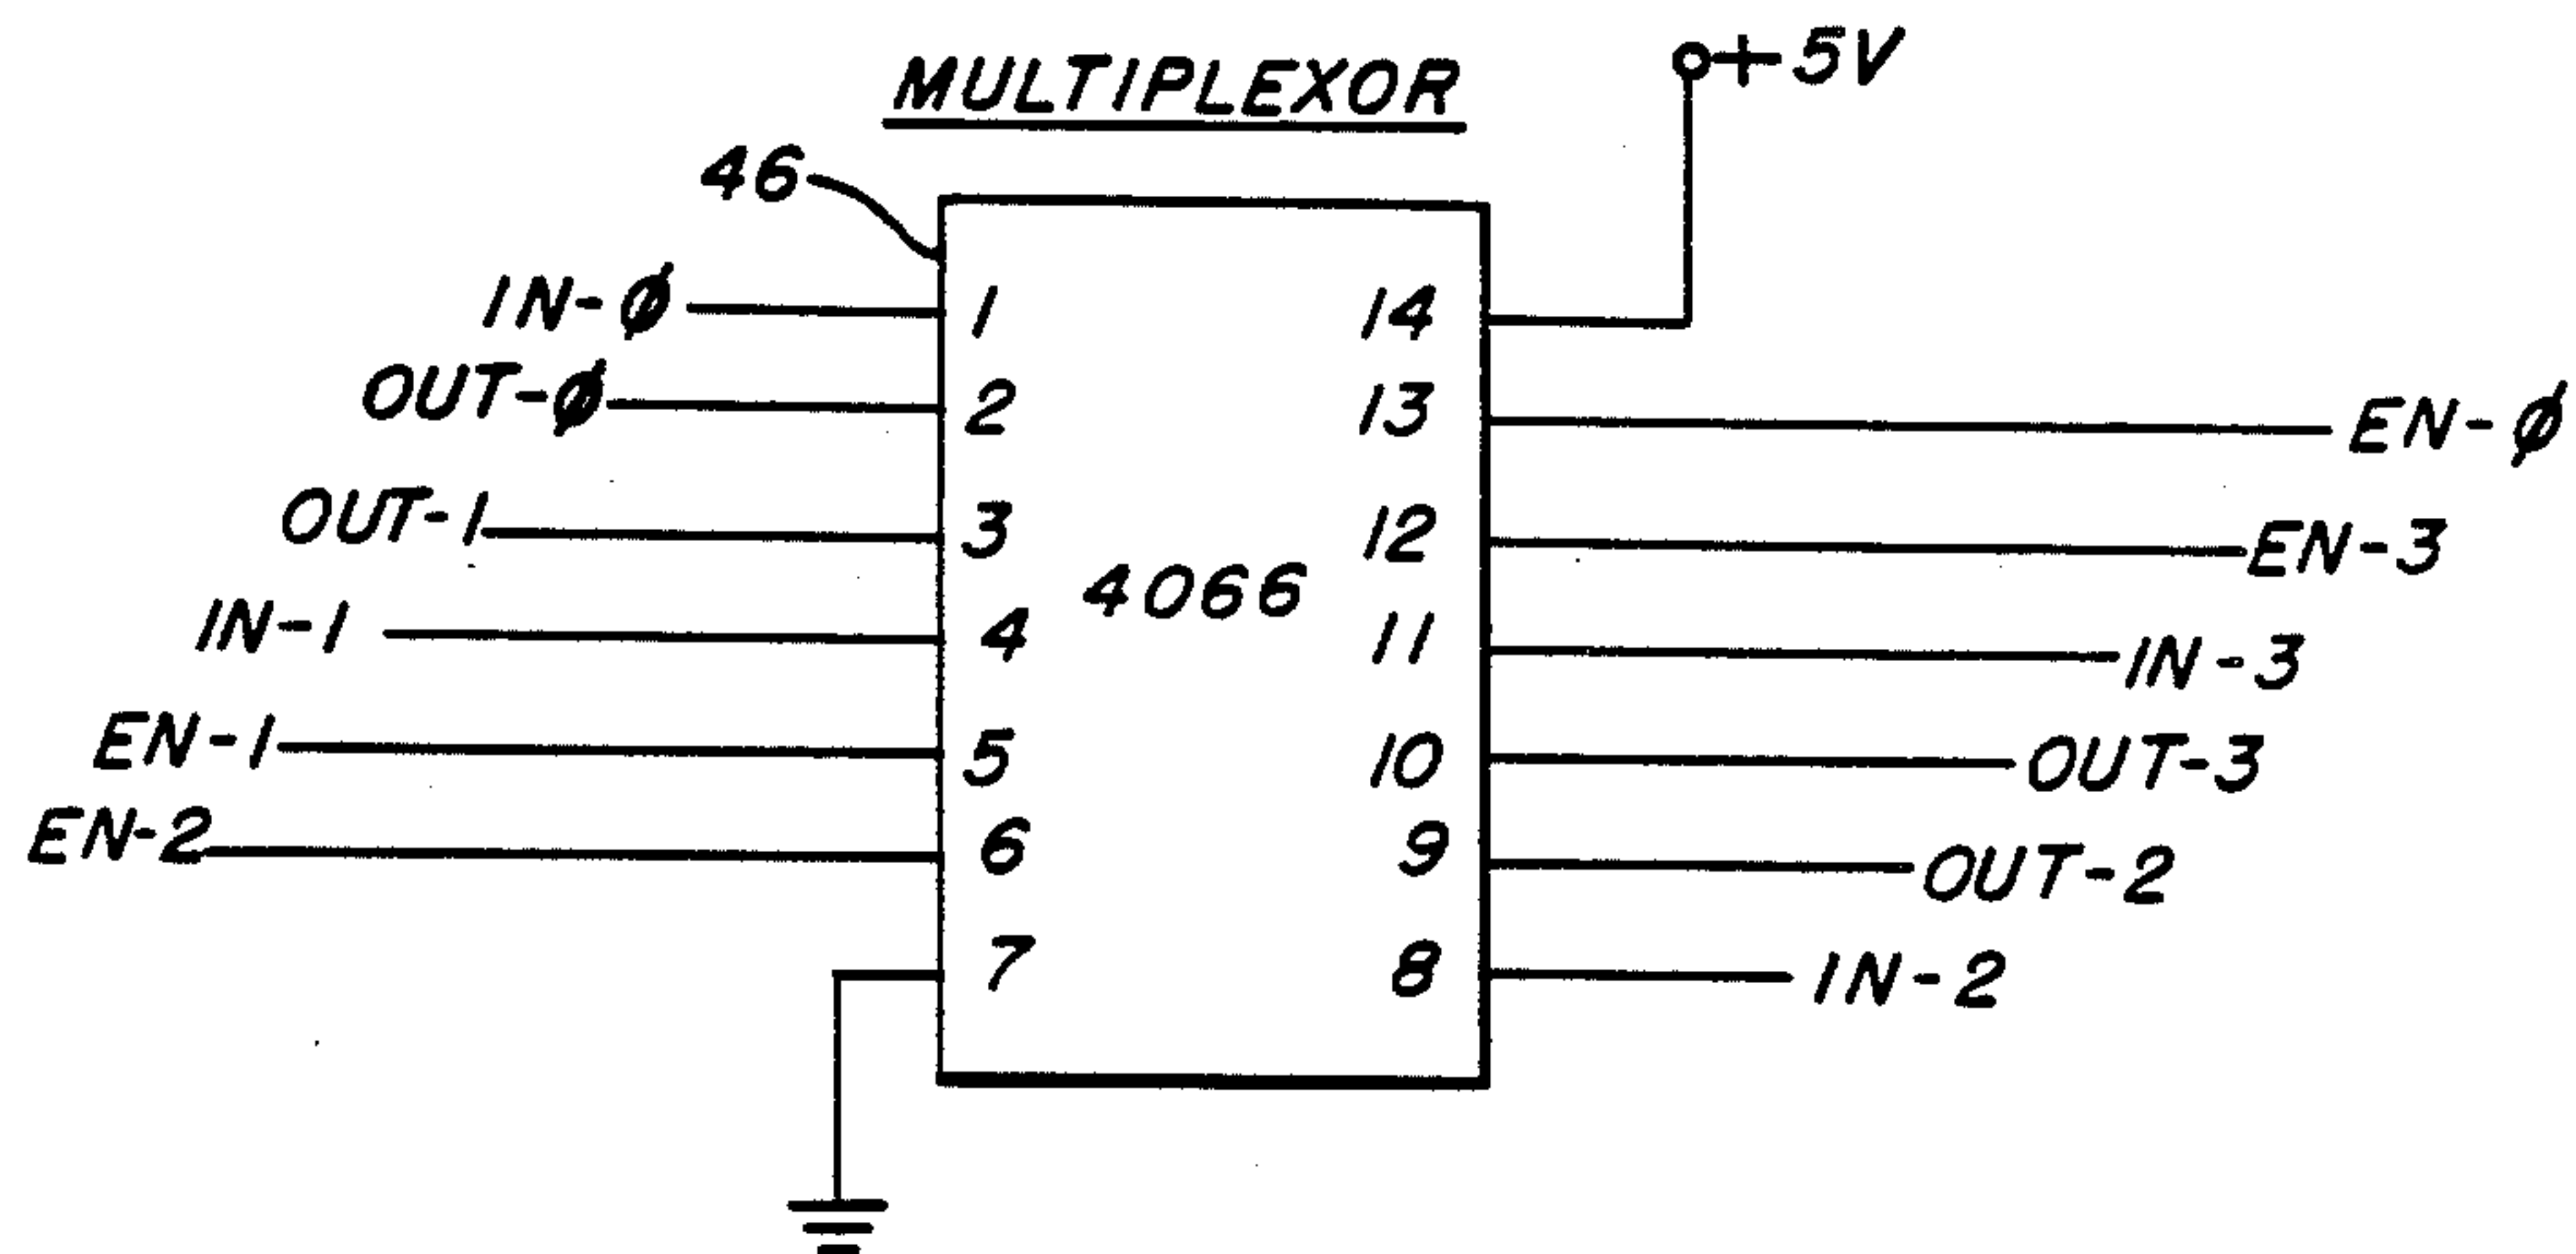 MULTIPLEXOR
+5V
46
IN-Ø 1 14
OUT-Ø 2 13 EN-Ø
OUT-1 3 12 EN-3
4066
IN-1 4 11 IN-3
EN-1 5 10 OUT-3
EN-2 6 9 OUT-2
7 8 IN-2